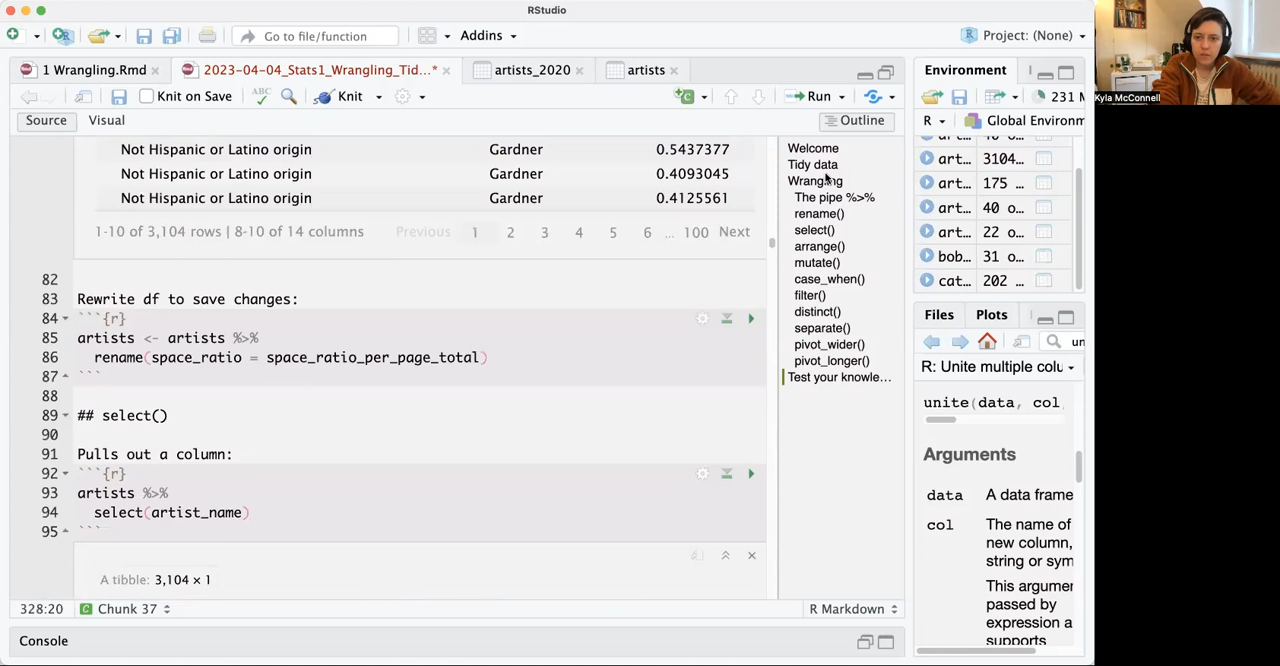 RStudio
Go to file/function
Addins
Project: (None)
1 Wrangling.Rmd
2023-04-04_Stats1_Wrangling_Tid...*
artists_2020
artists
Knit on Save
ABC
Knit
Run
Source
Visual
Outline
Not Hispanic or Latino origin Gardner 0.5437377
Not Hispanic or Latino origin Gardner 0.4093045
Not Hispanic or Latino origin Gardner 0.4125561
1-10 of 3,104 rows | 8-10 of 14 columns Previous 1 2 3 4 5 6 ... 100 Next
82
83 Rewrite df to save changes:
84 ```{r}
85 artists <- artists %>%
86 rename(space_ratio = space_ratio_per_page_total)
87 ```
88
89 ## select()
90
91 Pulls out a column:
92 ```{r}
93 artists %>%
94 select(artist_name)
95 ```
A tibble: 3,104 × 1
328:20 Chunk 37 R Markdown
Console
Welcome
Tidy data
Wrangling
The pipe %>%
rename()
select()
arrange()
mutate()
case_when()
filter()
distinct()
separate()
pivot_wider()
pivot_longer()
Test your knowle...
Environment
231 M
R Global Environm
art... 3104...
art... 175 ...
art... 40 o...
art... 22 o...
bob... 31 o...
cat... 202 ...
Files
Plots
un
R: Unite multiple colu
unite(data, col
Arguments
data A data frame
col The name of
new column,
string or sym
This argumen
passed by
expression a
supports
Kyla McConnell